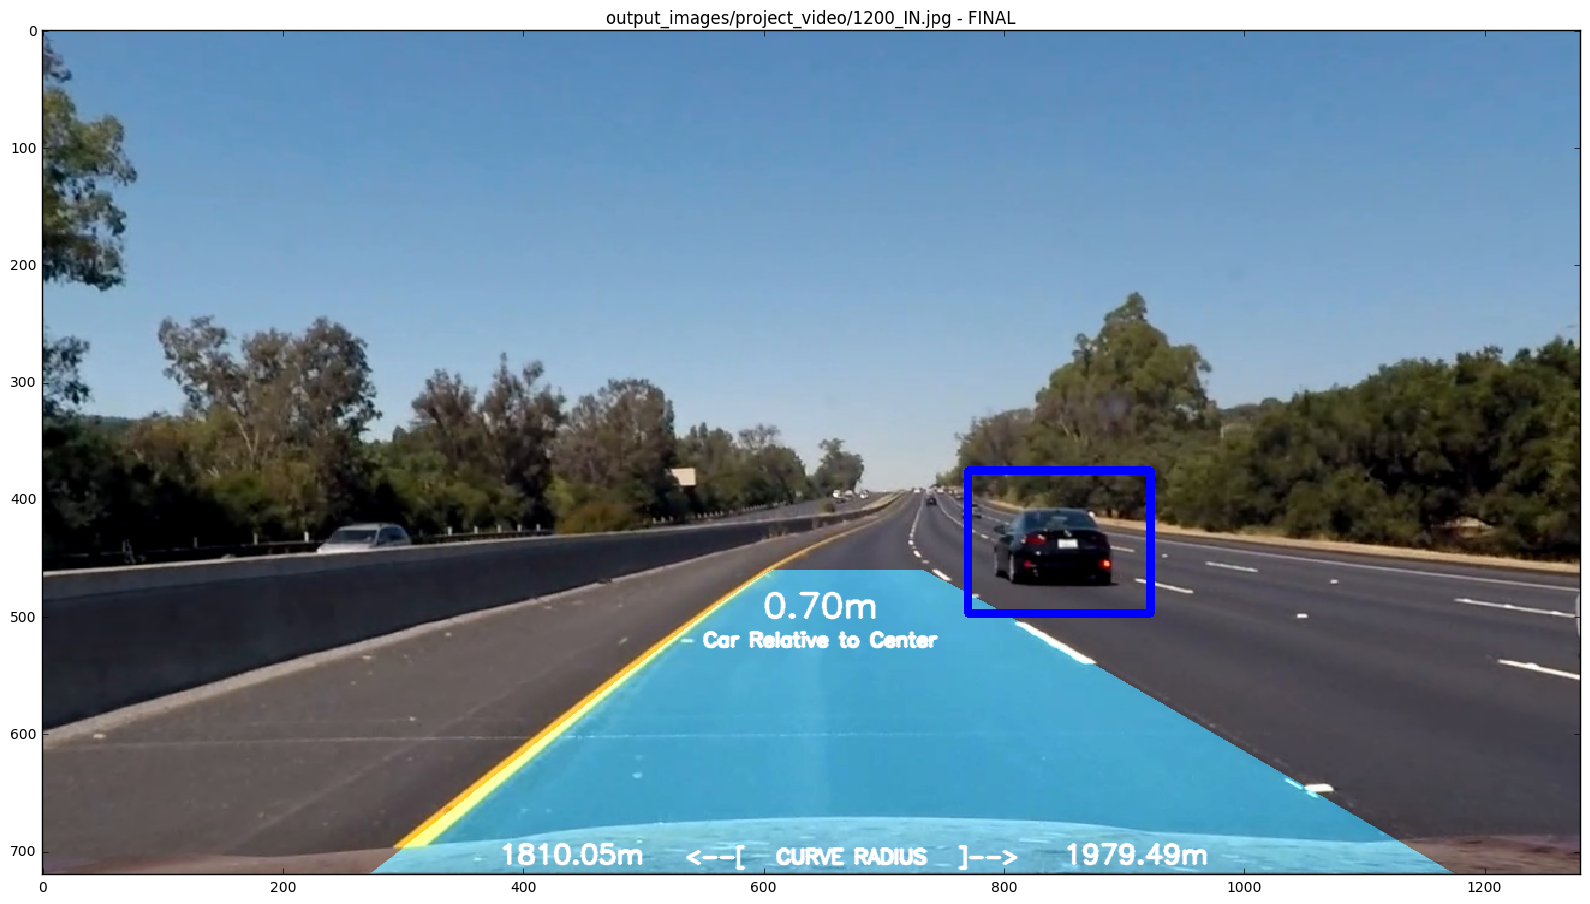 output_images/project_video/1200_IN.jpg - FINAL
0
100
200
300
400
500
600
700
0.70m
Car Relative to Center
1810.05m <--[ CURVE RADIUS ]--> 1979.49m
0 200 400 600 800 1000 1200